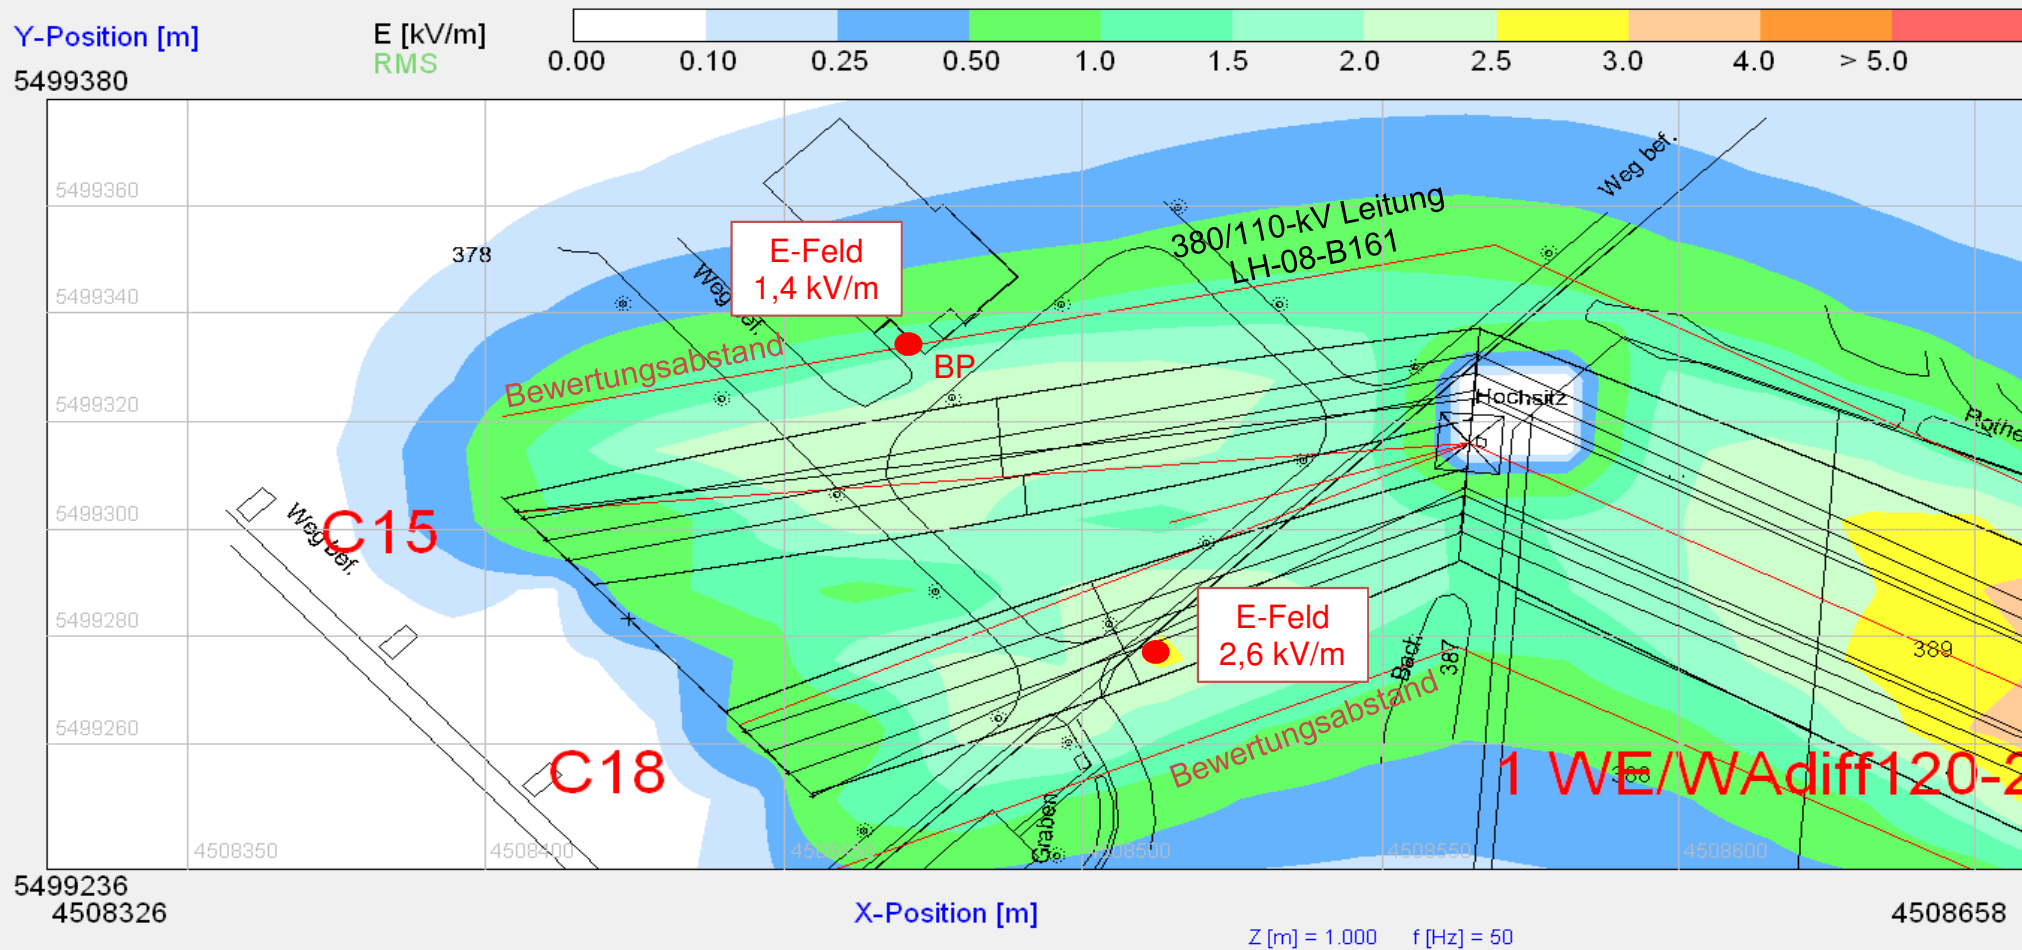 Y-Position [m]
E [kV/m]
RMS
0.00 0.10 0.25 0.50 1.0 1.5 2.0 2.5 3.0 4.0 > 5.0
5499380
5499360
Weg bef.
380/110-kV Leitung
LH-08-B161
378
E-Feld
1,4 kV/m
Weg bef.
5499340
Bewertungsabstand
BP
5499320
Hochsitz
Rothe
5499300
Weg bef.
C15
5499280
E-Feld
2,6 kV/m
Bach
387
389
5499260
Bewertungsabstand
C18
388
1 WE/WAdiff120-2
Graben
4508350 4508400 4508450 4508500 4508550 4508600
5499236
4508326
X-Position [m]
4508658
Z [m] = 1.000 f [Hz] = 50